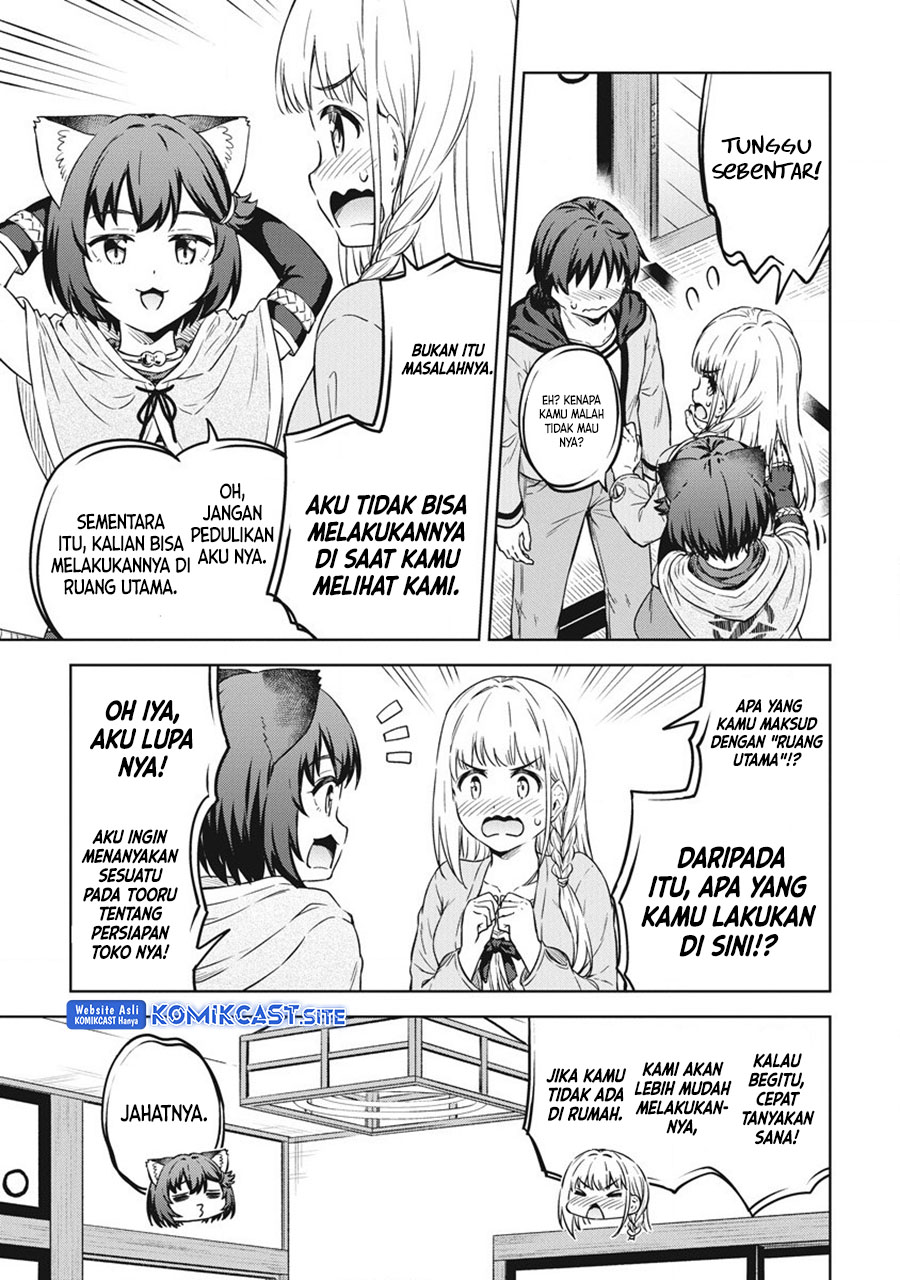 TUNGGU
SEBENTAR!
EH? KENAPA
KAMU MALAH
TIDAK MAU
NYA?
BUKAN ITU
MASALAHNYA.
AKU TIDAK BISA
MELAKUKANNYA
DI SAAT KAMU
MELIHAT KAMI.
OH,
JANGAN
PEDULIKAN
AKU NYA.
SEMENTARA
ITU, KALIAN BISA
MELAKUKANNYA DI
RUANG UTAMA.
APA YANG
KAMU MAKSUD
DENGAN "RUANG
UTAMA"!?
DARIPADA
ITU, APA YANG
KAMU LAKUKAN
DI SINI!?
OH IYA,
AKU LUPA
NYA!
AKU INGIN
MENANYAKAN
SESUATU
PADA TOORU
TENTANG
PERSIAPAN
TOKO NYA!
Website Asli
KOMIKCAST Hanya
KOMIKCAST.SITE
KALAU
BEGITU,
CEPAT
TANYAKAN
SANA!
KAMI AKAN
LEBIH MUDAH
MELAKUKAN-
NYA,
JIKA KAMU
TIDAK ADA
DI RUMAH.
JAHATNYA.